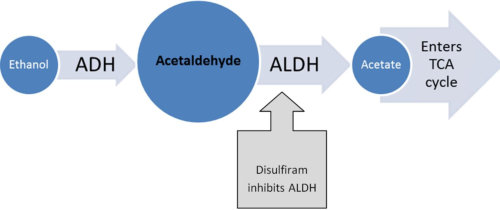 Ethanol
ADH
Acetaldehyde
ALDH
Acetate
Enters
TCA
cycle
Disulfiram
inhibits ALDH